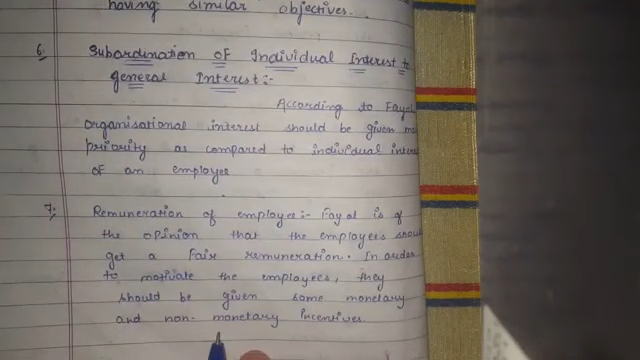 having similar objectives.
6. Subordination of Individual Interest to
general Interest:-
According to Fayol
organisational interest should be given
priority as compared to individual
of an employee
7. Remuneration of employee:- Fayol is of
the opinion that the employees
get a fair remuneration. In order
to motivate the employees, they
should be given some monetary
and non-monetary incentives.